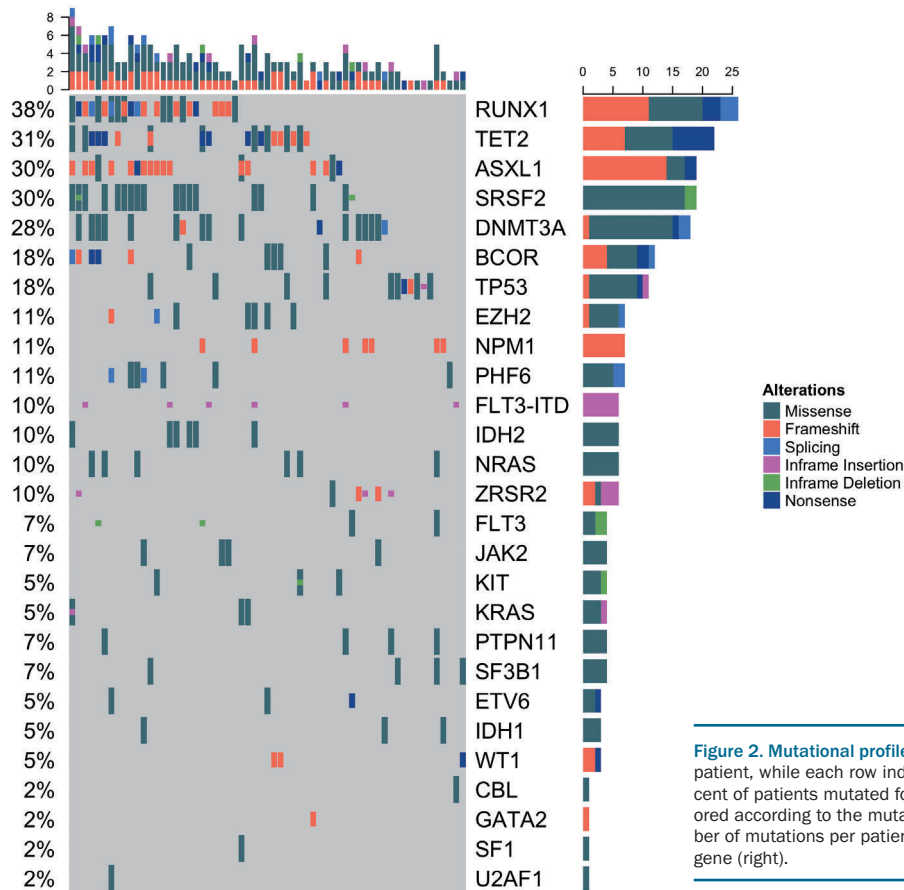 8
6
4
2
0
0 5 10 15 20 25
38% RUNX1
31% TET2
30% ASXL1
30% SRSF2
28% DNMT3A
18% BCOR
18% TP53
11% EZH2
11% NPM1
11% PHF6
10% FLT3-ITD
10% IDH2
10% NRAS
10% ZRSR2
7% FLT3
7% JAK2
5% KIT
5% KRAS
7% PTPN11
7% SF3B1
5% ETV6
5% IDH1
5% WT1
2% CBL
2% GATA2
2% SF1
2% U2AF1
Alterations
Missense
Frameshift
Splicing
Inframe Insertion
Inframe Deletion
Nonsense
Figure 2. Mutational profile
patient, while each row ind
cent of patients mutated fo
ored according to the muta
ber of mutations per patien
gene (right).